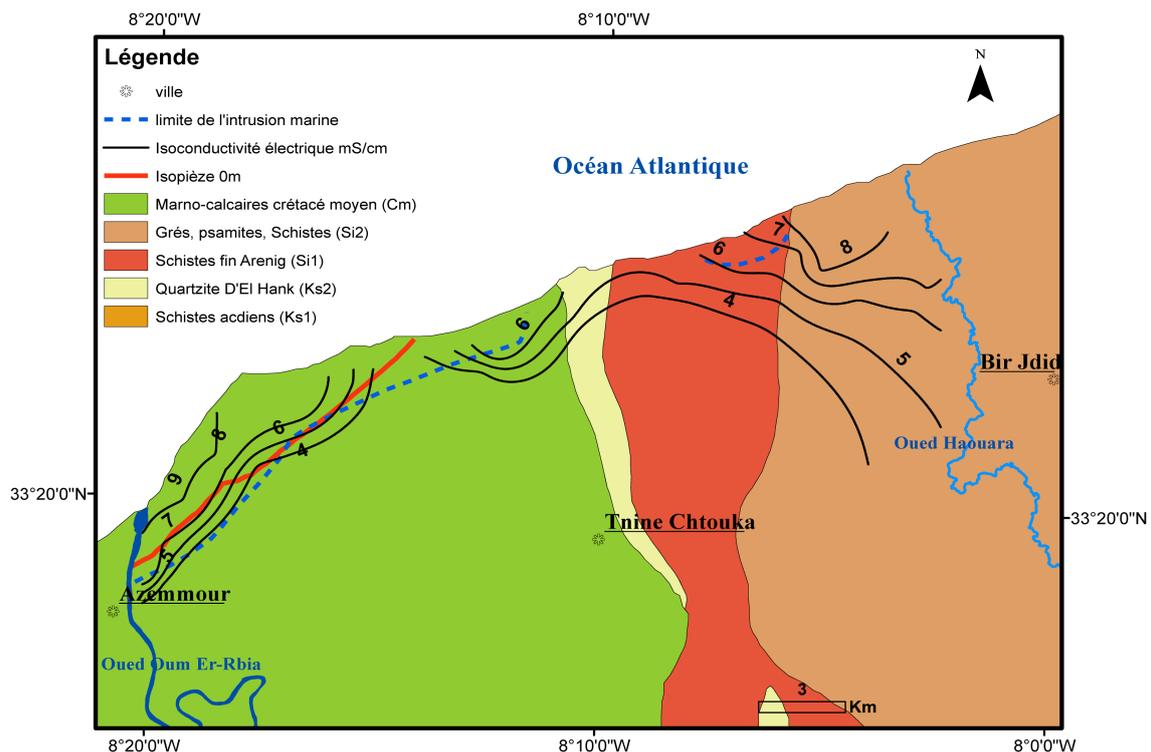 8°20'0"W 8°10'0"W
Légende
N
ville
limite de l'intrusion marine
Isoconductivité électrique mS/cm
Isopièze 0m
Marno-calcaires crétacé moyen (Cm)
Grés, psamites, Schistes (Si2)
Schistes fin Arenig (Si1)
Quartzite D'El Hank (Ks2)
Schistes acdiens (Ks1)
Océan Atlantique
7
6
8
4
6
5
Bir Jdid
8
6
4
Oued Haouara
9
33°20'0"N
7
Tnine Chtouka
33°20'0"N
5
Azemmour
Oued Oum Er-Rbia
3
Km
8°20'0"W 8°10'0"W 8°0'0"W